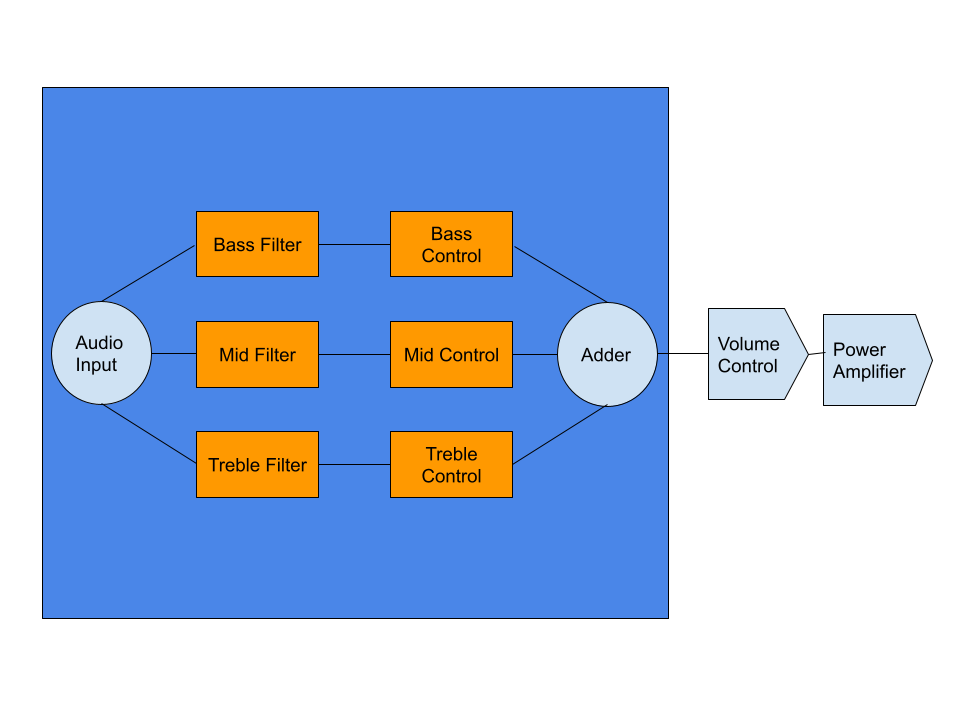 Bass Filter
Bass
Control
Audio
Input
Mid Filter
Mid Control
Adder
Volume
Control
Power
Amplifier
Treble Filter
Treble
Control